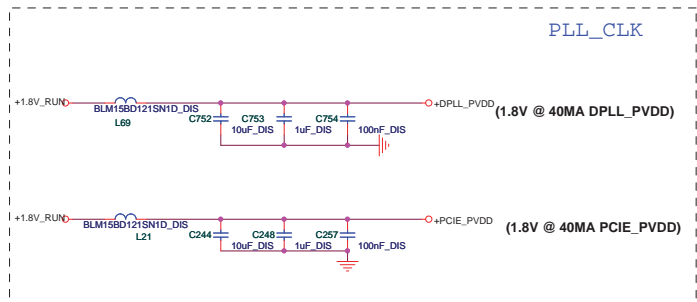 PLL_CLK
+1.8V_RUN
BLM15BD121SN1D_DIS
L69
C752
10uF_DIS
C753
1uF_DIS
C754
100nF_DIS
+DPLL_PVDD
(1.8V @ 40MA DPLL_PVDD)
+1.8V_RUN
BLM15BD121SN1D_DIS
L21
C244
10uF_DIS
C248
1uF_DIS
C257
100nF_DIS
+PCIE_PVDD
(1.8V @ 40MA PCIE_PVDD)